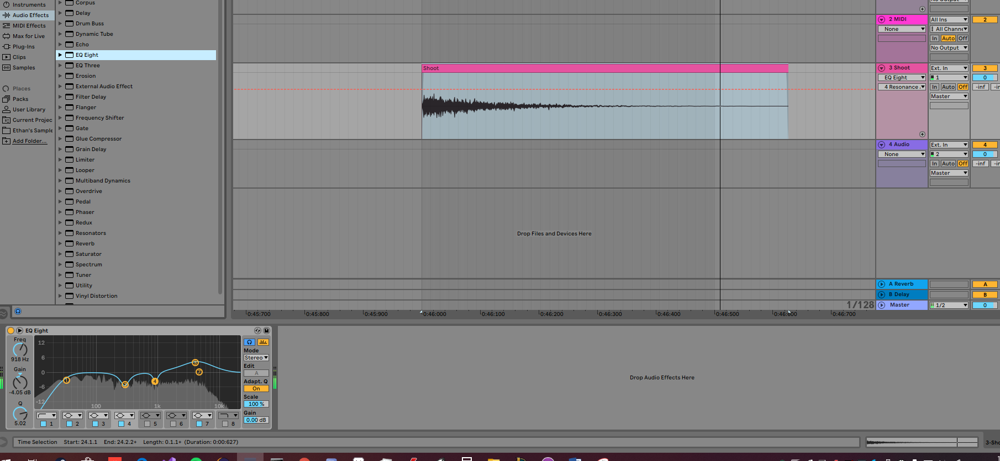 Instruments
Audio Effects
MIDI Effects
Max for Live
Plug-Ins
Clips
Samples
Places
Packs
User Library
Current Projec
Ethan's Sample
Add Folder...
Corpus
Delay
Drum Buss
Dynamic Tube
Echo
EQ Eight
EQ Three
Erosion
External Audio Effect
Filter Delay
Flanger
Frequency Shifter
Gate
Glue Compressor
Grain Delay
Limiter
Looper
Multiband Dynamics
Overdrive
Pedal
Phaser
Redux
Resonators
Reverb
Saturator
Spectrum
Tuner
Utility
Vinyl Distortion
Shoot
Drop Files and Devices Here
1/128
0:45:700 0:45:800 0:45:900 0:46:000 0:46:100 0:46:200 0:46:300 0:46:400 0:46:500 0:46:600 0:46:700
No Output
2 MIDI All Ins 2
None All Channe
In Auto Off
No Output
3 Shoot Ext. In 3
EQ Eight 1 0
4 Resonance In Auto Off -inf
Master
4 Audio Ext. In 4
None 2 0
In Auto Off -inf
Master
A Reverb A
B Delay B
Master 1/2 0
EQ Eight
Freq
918 Hz
Gain
-4.05 dB
Q
5.02
12
6
0
-6
-12
100 1k 10k
1 4 7
1 2 3 4 5 6 7 8
Mode
Stereo
Edit
A
Adapt. Q
On
Scale
100 %
Gain
0.00 dB
Drop Audio Effects Here
Time Selection Start: 24.1.1 End: 24.2.2+ Length: 0.1.1+ (Duration: 0:00:627)
3-Sho